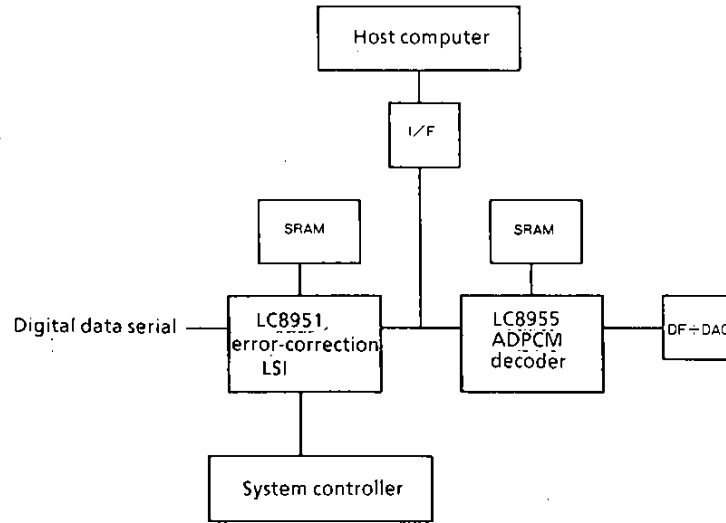 Host computer
I/F
SRAM
SRAM
Digital data serial
LC8951,
error-correction
LSI
LC8955
ADPCM
decoder
DF+DAC
System controller